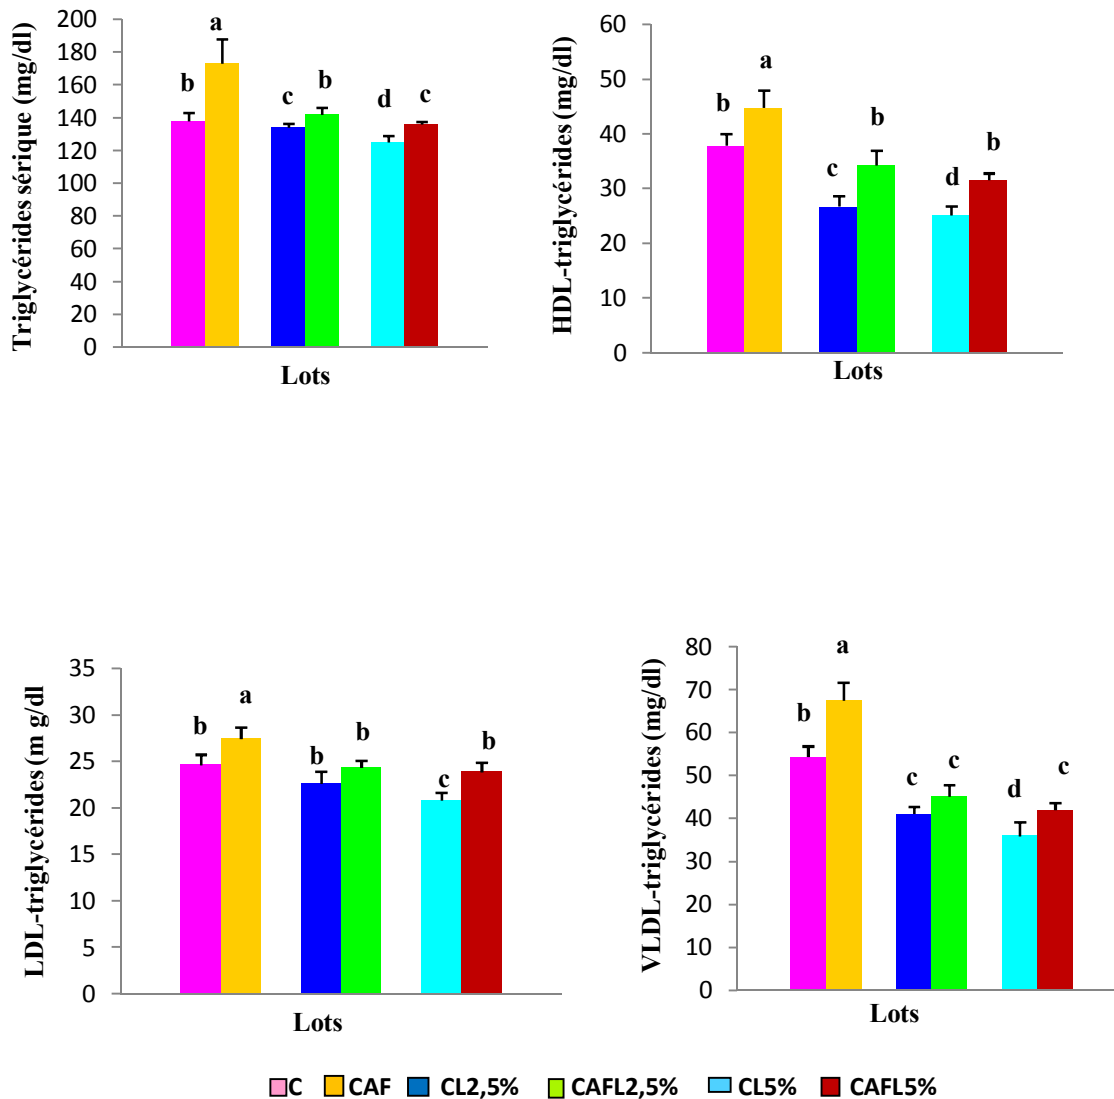 Triglycérides sérique (mg/dl)
200
180
160
140
120
100
80
60
40
20
0
b
a
c
b
d
c
Lots
HDL-triglycérides (mg/dl)
60
50
40
30
20
10
0
b
a
c
b
d
b
Lots
LDL-triglycérides (m g/dl
35
30
25
20
15
10
5
0
b
a
b
b
c
b
Lots
VLDL-triglycérides (mg/dl)
80
70
60
50
40
30
20
10
0
b
a
c
c
d
c
Lots
C CAF CL2,5% CAFL2,5% CL5% CAFL5%